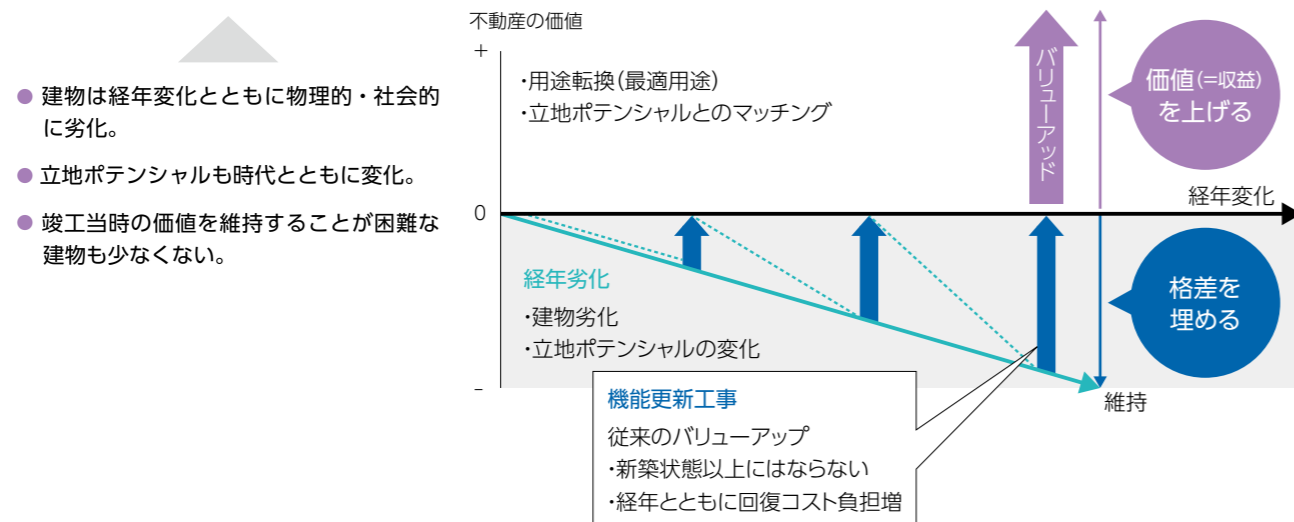 ● 建物は経年変化とともに物理的・社会的
に劣化。
● 立地ポテンシャルも時代とともに変化。
● 竣工当時の価値を維持することが困難な
建物も少なくない。
不動産の価値
+
・用途転換(最適用途)
・立地ポテンシャルとのマッチング
バリューアッド
価値(=収益)
を上げる
経年変化
0
経年劣化
・建物劣化
・立地ポテンシャルの変化
格差を
埋める
-
維持
機能更新工事
従来のバリューアップ
・新築状態以上にはならない
・経年とともに回復コスト負担増